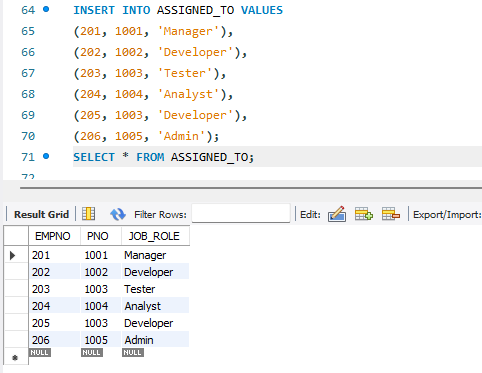 64 INSERT INTO ASSIGNED_TO VALUES
65 (201, 1001, 'Manager'),
66 (202, 1002, 'Developer'),
67 (203, 1003, 'Tester'),
68 (204, 1004, 'Analyst'),
69 (205, 1003, 'Developer'),
70 (206, 1005, 'Admin');
71 SELECT * FROM ASSIGNED_TO;
72
Result Grid Filter Rows: Edit: Export/Import:
EMPNO PNO JOB_ROLE
201 1001 Manager
202 1002 Developer
203 1003 Tester
204 1004 Analyst
205 1003 Developer
206 1005 Admin
NULL NULL NULL